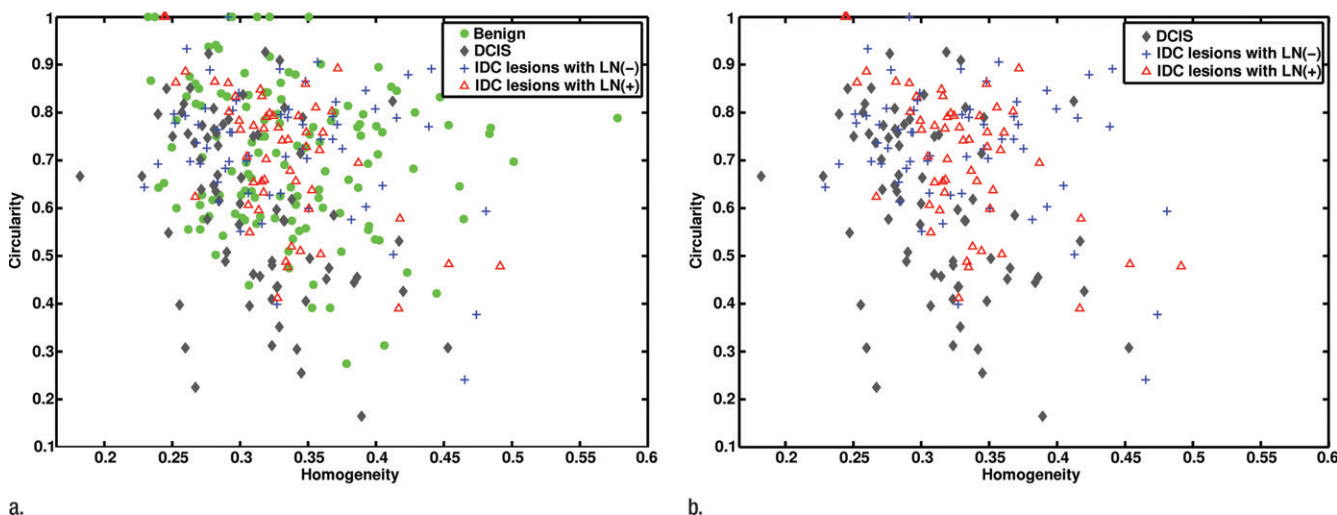 1
0.9
0.8
0.7
0.6
0.5
0.4
0.3
0.2
0.1
Circularity
0.2
0.25
0.3
0.35
0.4
0.45
0.5
0.55
0.6
Homogeneity
Benign
DCIS
IDC lesions with LN(-)
IDC lesions with LN(+)
a.
1
0.9
0.8
0.7
0.6
0.5
0.4
0.3
0.2
0.1
Circularity
0.2
0.25
0.3
0.35
0.4
0.45
0.5
0.55
0.6
Homogeneity
DCIS
IDC lesions with LN(-)
IDC lesions with LN(+)
b.